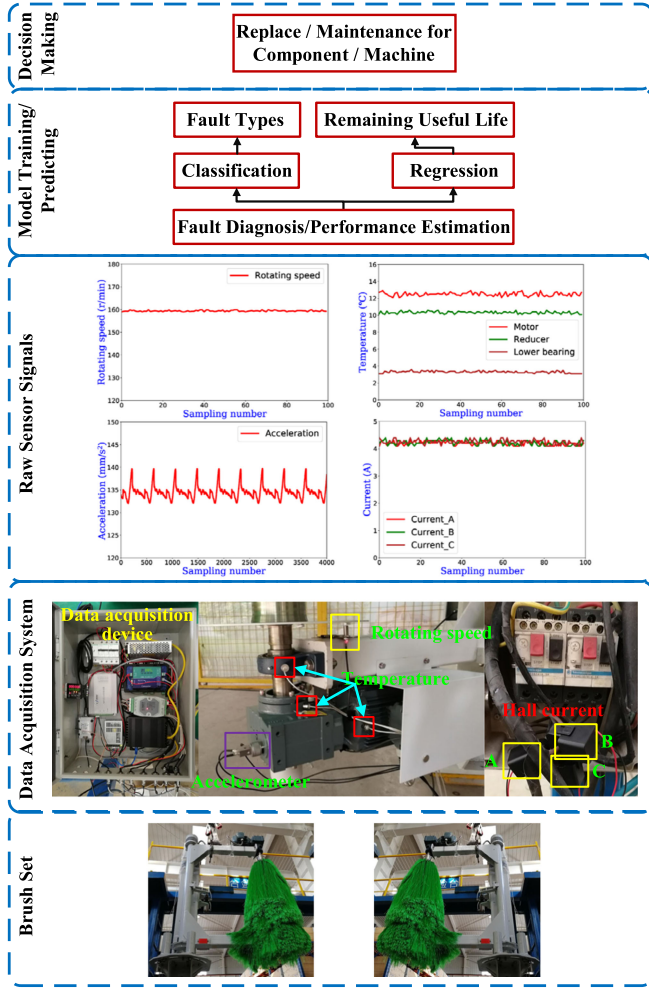 Decision
Making
Replace / Maintenance for
Component / Machine
Model Training/
Predicting
Fault Types
Remaining Useful Life
Classification
Regression
Fault Diagnosis/Performance Estimation
Raw Sensor Signals
Rotating speed (r/min)
180
170
160
150
140
130
120
Rotating speed
0
20
40
60
80
100
Sampling number
Temperature (℃)
16
14
12
10
8
6
4
2
0
Motor
Reducer
Lower bearing
0
20
40
60
80
100
Sampling number
Acceleration (mm/s²)
150
145
140
135
130
125
120
Acceleration
0
500
1000
1500
2000
2500
3000
3500
4000
Sampling number
Current (A)
5
4
3
2
1
0
Current_A
Current_B
Current_C
0
20
40
60
80
100
Sampling number
Data Acquisition System
Data acquisition
device
Rotating speed
Temperature
Accelerometer
Hall current
A
B
C
Brush Set